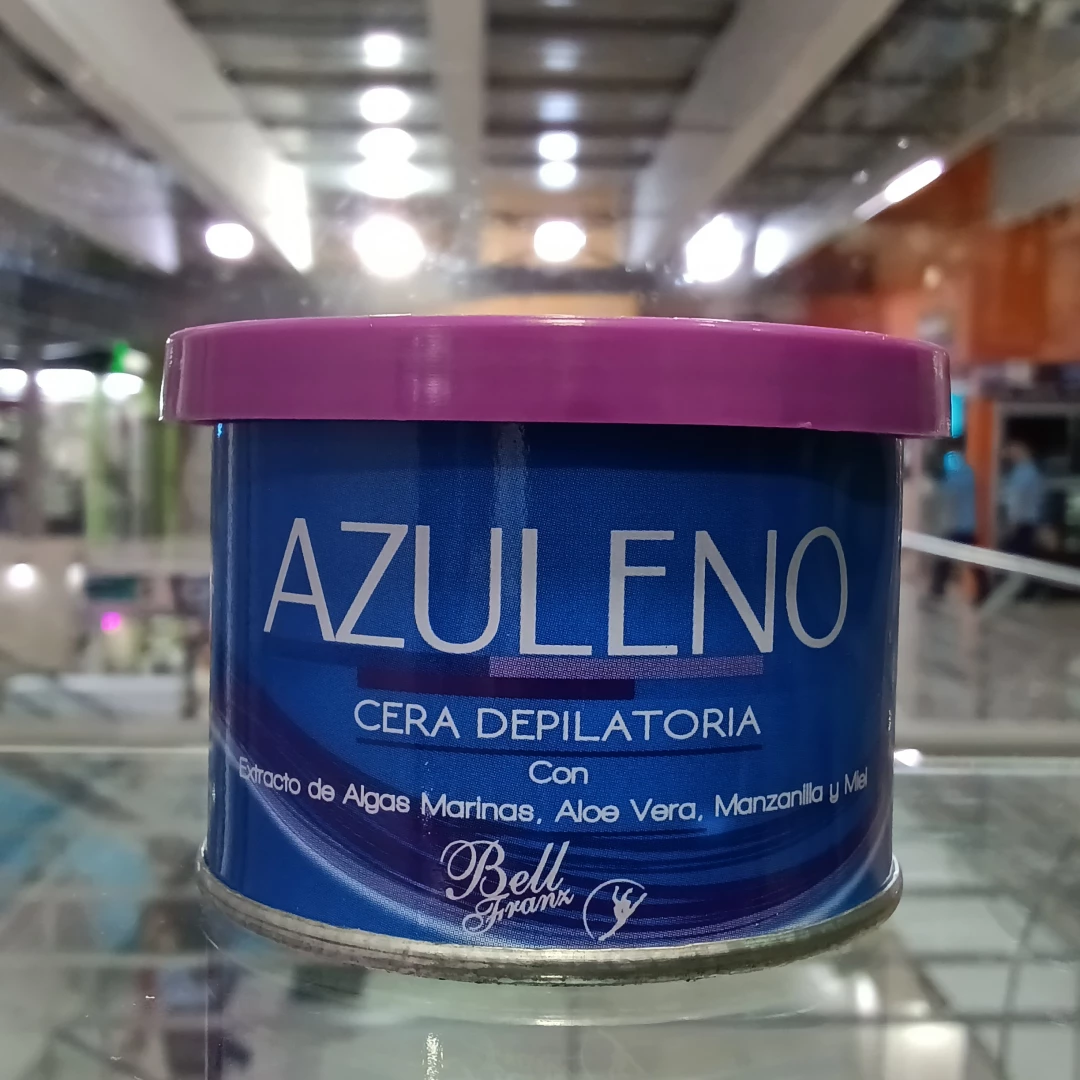 AZULENO
CERA DEPILATORIA
Con
Extracto de Algas Marinas, Aloe Vera, Manzanilla y Miel
Bell
Franz